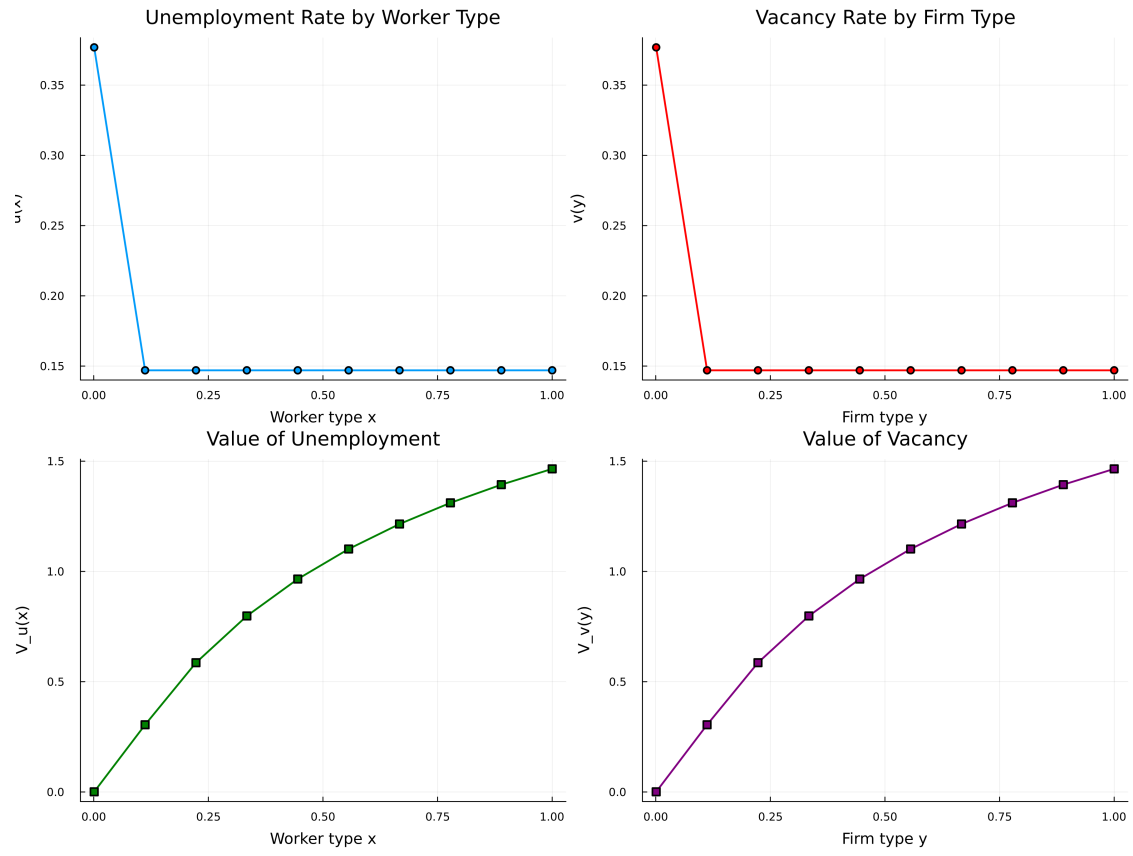 Unemployment Rate by Worker Type
0.35
0.30
0.25
0.20
0.15
0.00 0.25 0.50 0.75 1.00
Worker type x
Vacancy Rate by Firm Type
v(y)
0.35
0.30
0.25
0.20
0.15
0.00 0.25 0.50 0.75 1.00
Firm type y
Value of Unemployment
V_u(x)
1.5
1.0
0.5
0.0
0.00 0.25 0.50 0.75 1.00
Worker type x
Value of Vacancy
V_v(y)
1.5
1.0
0.5
0.0
0.00 0.25 0.50 0.75 1.00
Firm type y